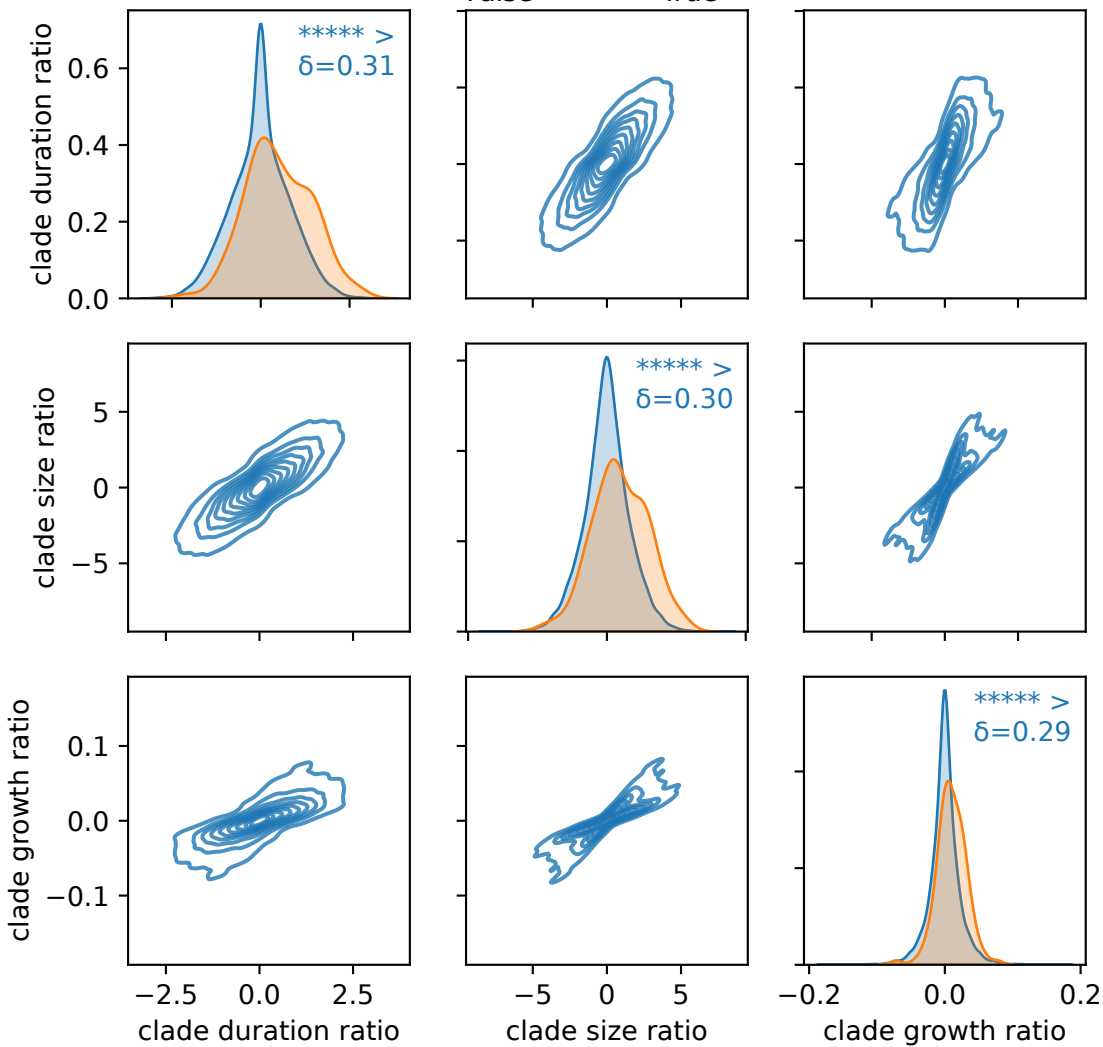 ***** >
δ=0.31
clade duration ratio
0.6
0.4
0.2
0.0
***** >
δ=0.30
clade size ratio
5
0
−5
***** >
δ=0.29
clade growth ratio
0.1
0.0
−0.1
−2.5 0.0 2.5
−5 0 5
−0.2 0.0 0.2
clade duration ratio
clade size ratio
clade growth ratio